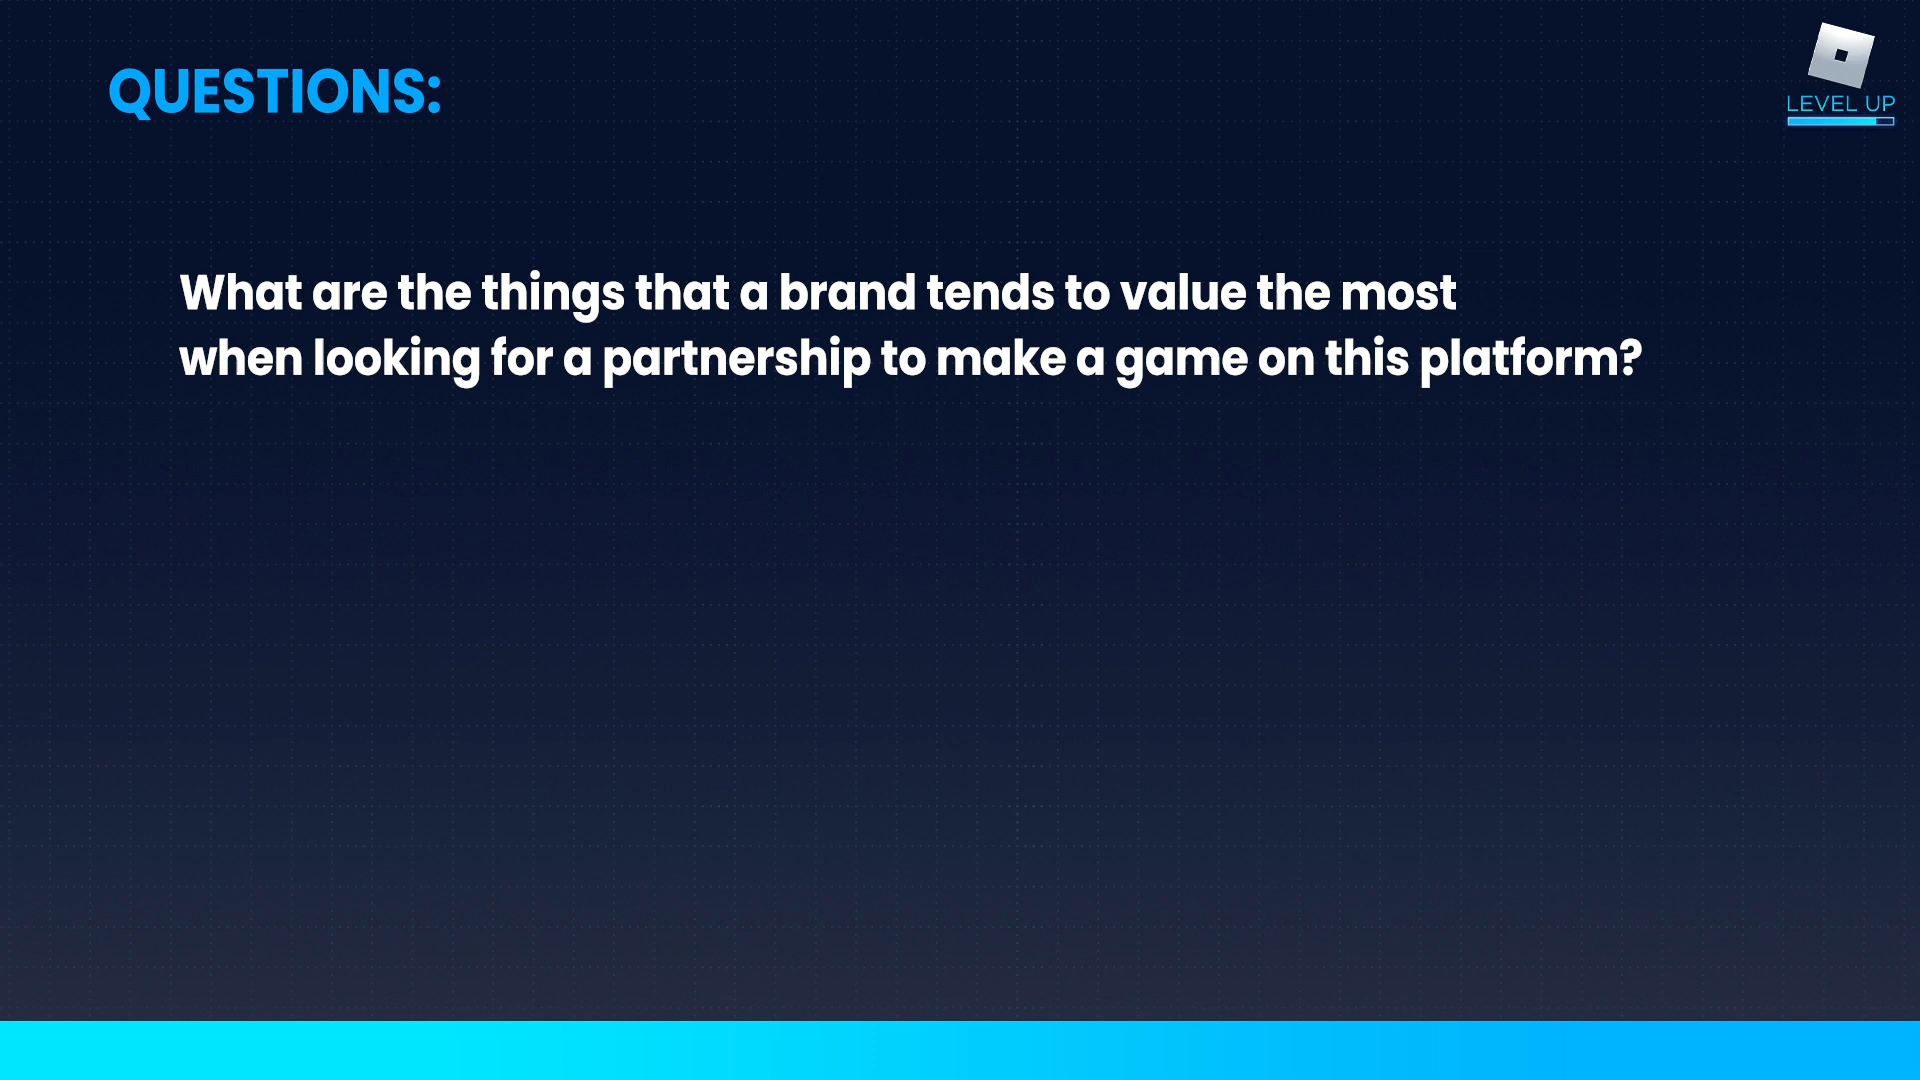 QUESTIONS:
LEVEL UP
What are the things that a brand tends to value the most
when looking for a partnership to make a game on this platform?